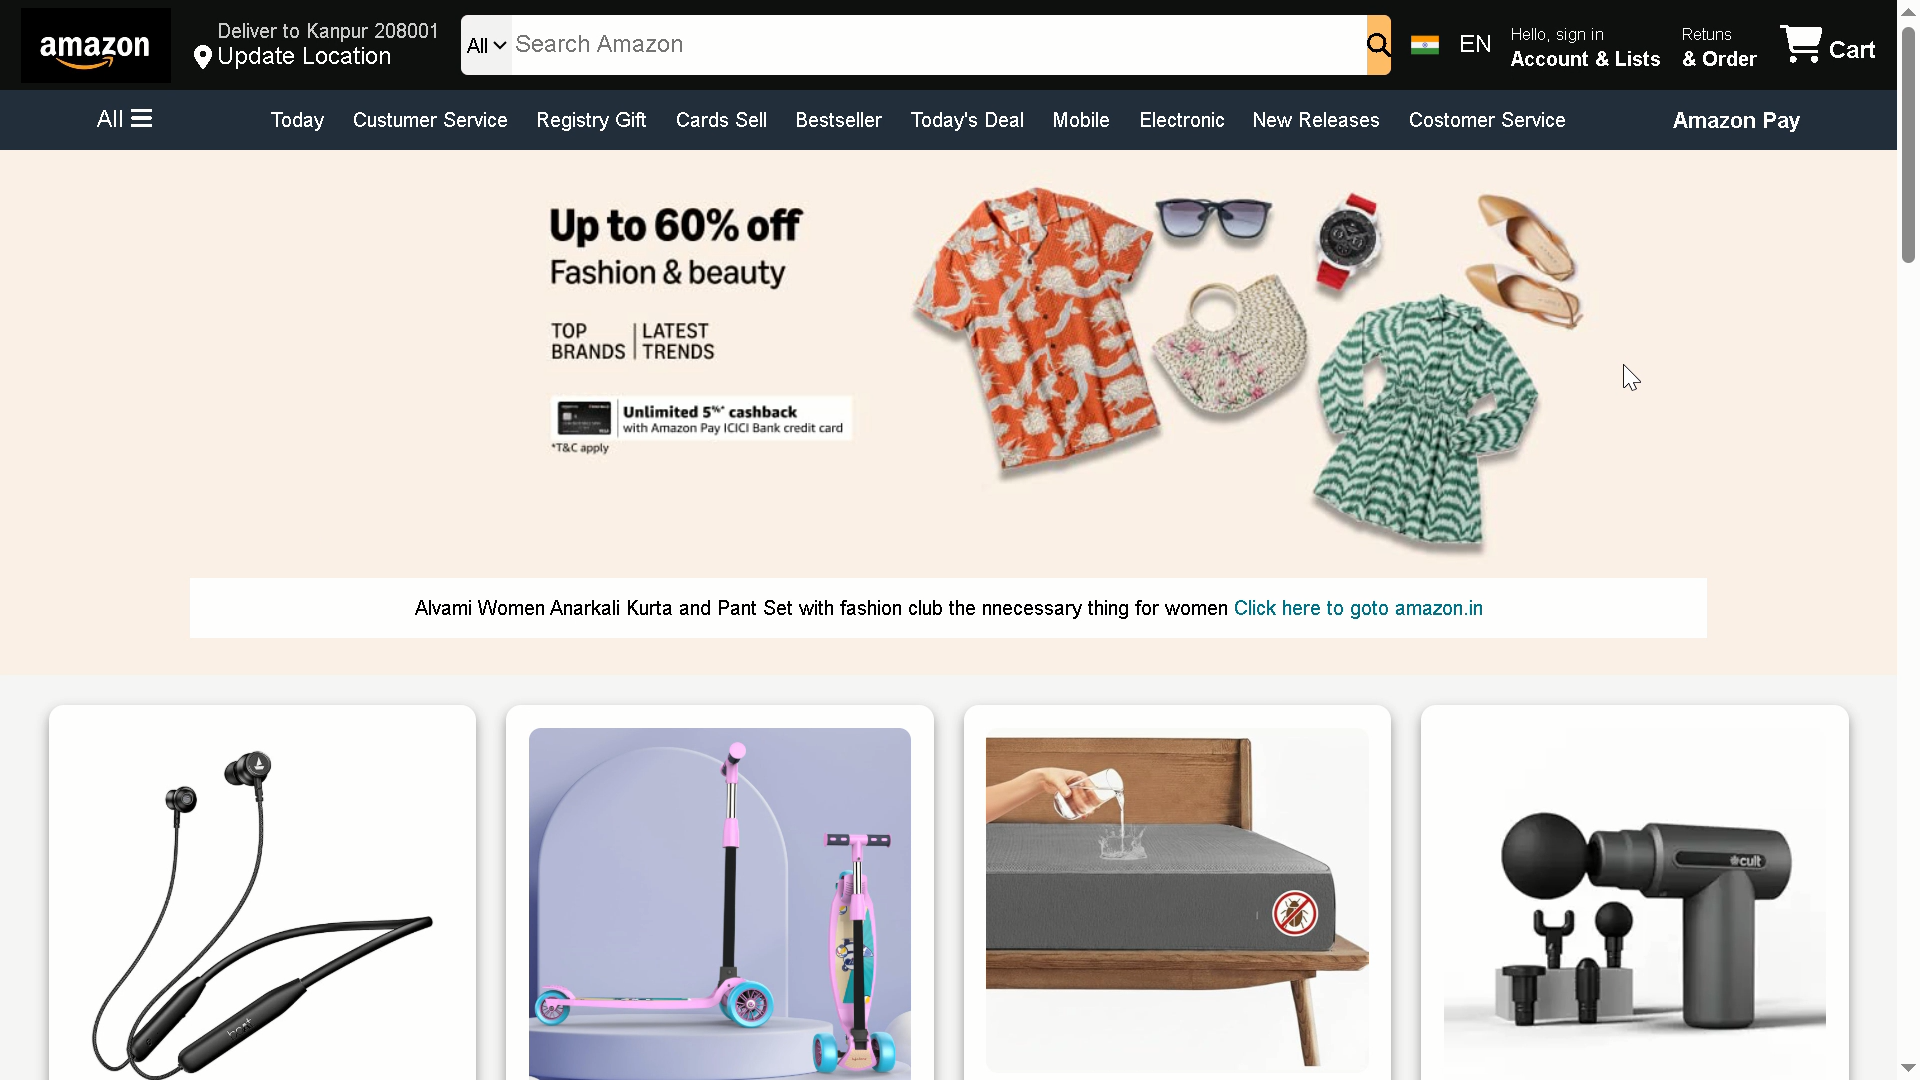 amazon
Deliver to Kanpur 208001
Update Location
All
Search Amazon
EN
Hello, sign in
Account & Lists
Retuns
& Order
Cart
All
Today
Custumer Service
Registry Gift
Cards Sell
Bestseller
Today's Deal
Mobile
Electronic
New Releases
Costomer Service
Amazon Pay
Up to 60% off
Fashion & beauty
TOP BRANDS
LATEST TRENDS
Unlimited 5%* cashback
with Amazon Pay ICICI Bank credit card
*T&C apply
Alvami Women Anarkali Kurta and Pant Set with fashion club the nnecessary thing for women Click here to goto amazon.in
boat
cult